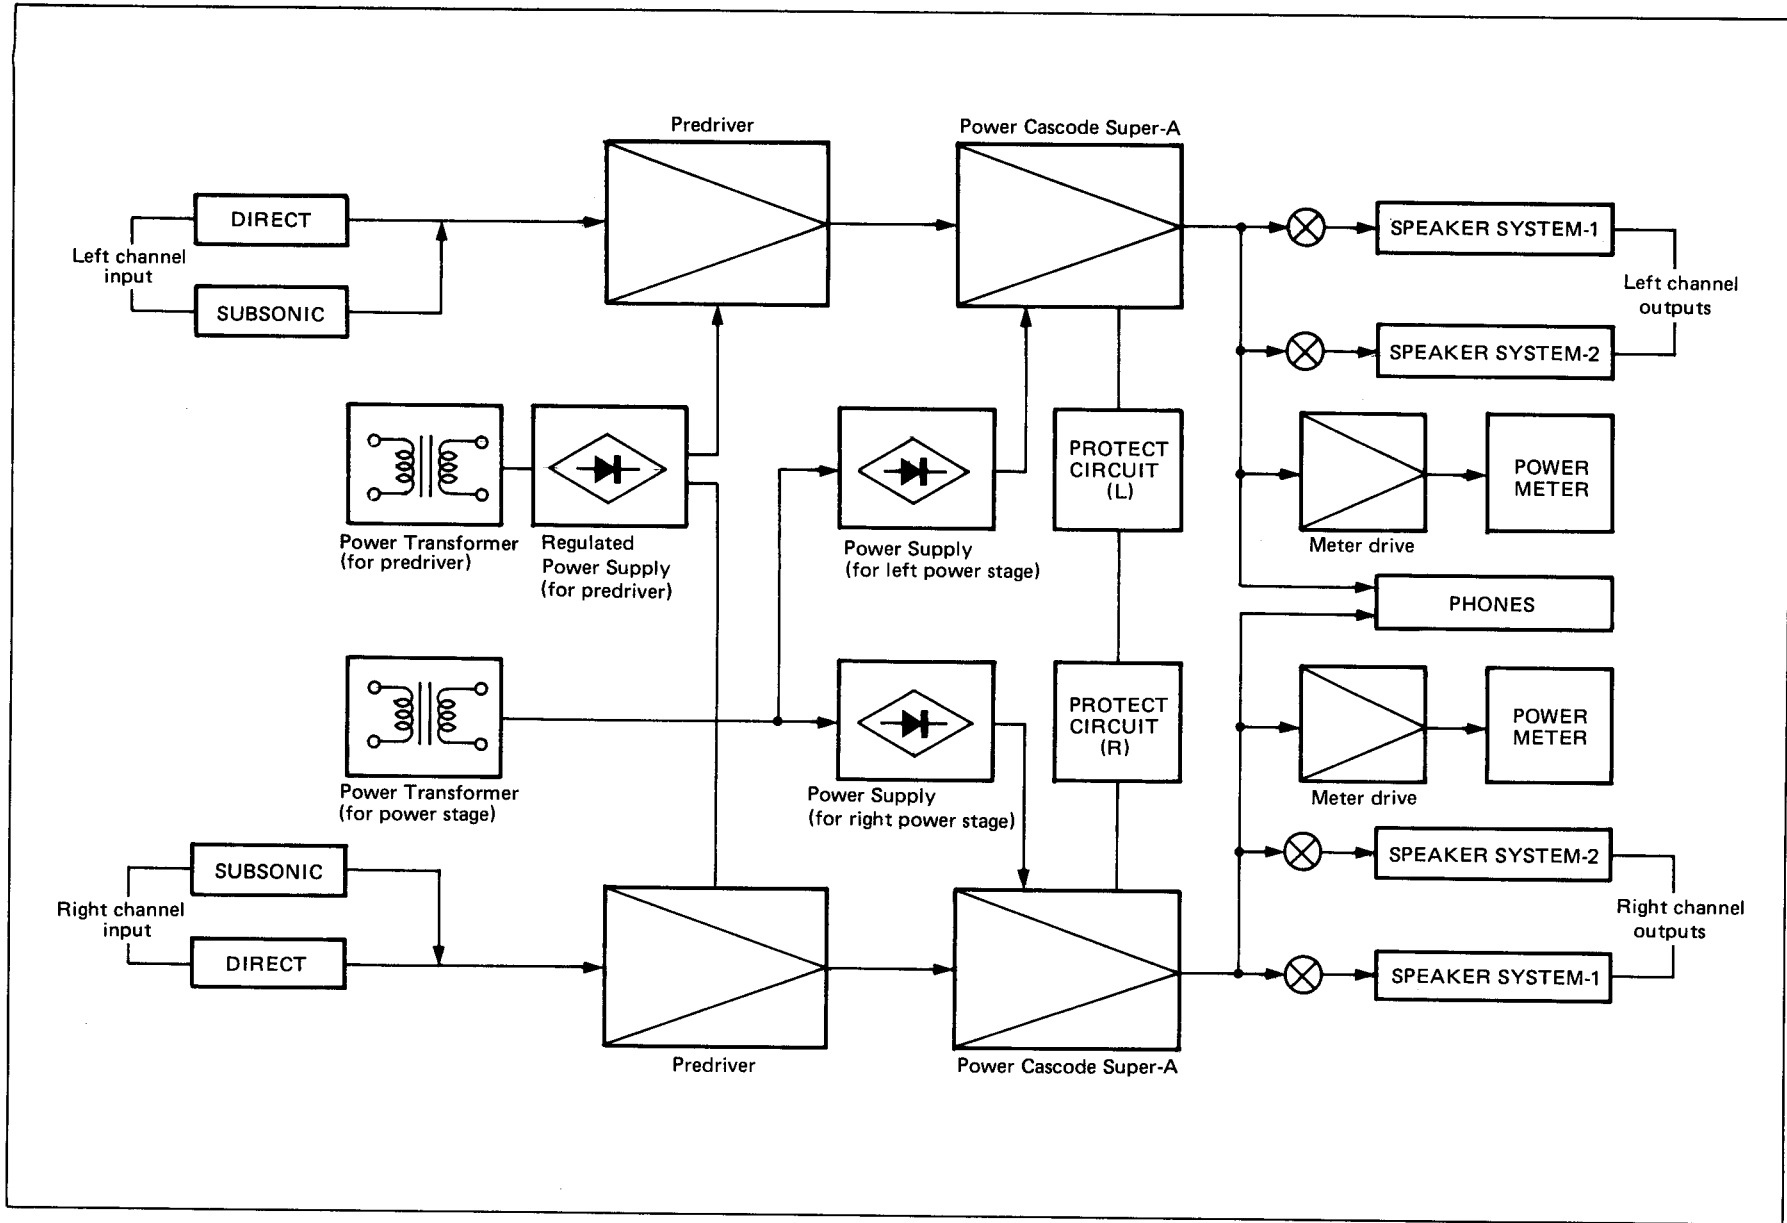 Predriver
Power Cascode Super-A
DIRECT
Left channel
input
SUBSONIC
SPEAKER SYSTEM-1
Left channel
outputs
SPEAKER SYSTEM-2
PROTECT
CIRCUIT
(L)
POWER
METER
Power Transformer
(for predriver)
Regulated
Power Supply
(for predriver)
Power Supply
(for left power stage)
Meter drive
PHONES
PROTECT
CIRCUIT
(R)
POWER
METER
Power Transformer
(for power stage)
Power Supply
(for right power stage)
Meter drive
SUBSONIC
Right channel
input
DIRECT
SPEAKER SYSTEM-2
Right channel
outputs
SPEAKER SYSTEM-1
Predriver
Power Cascode Super-A